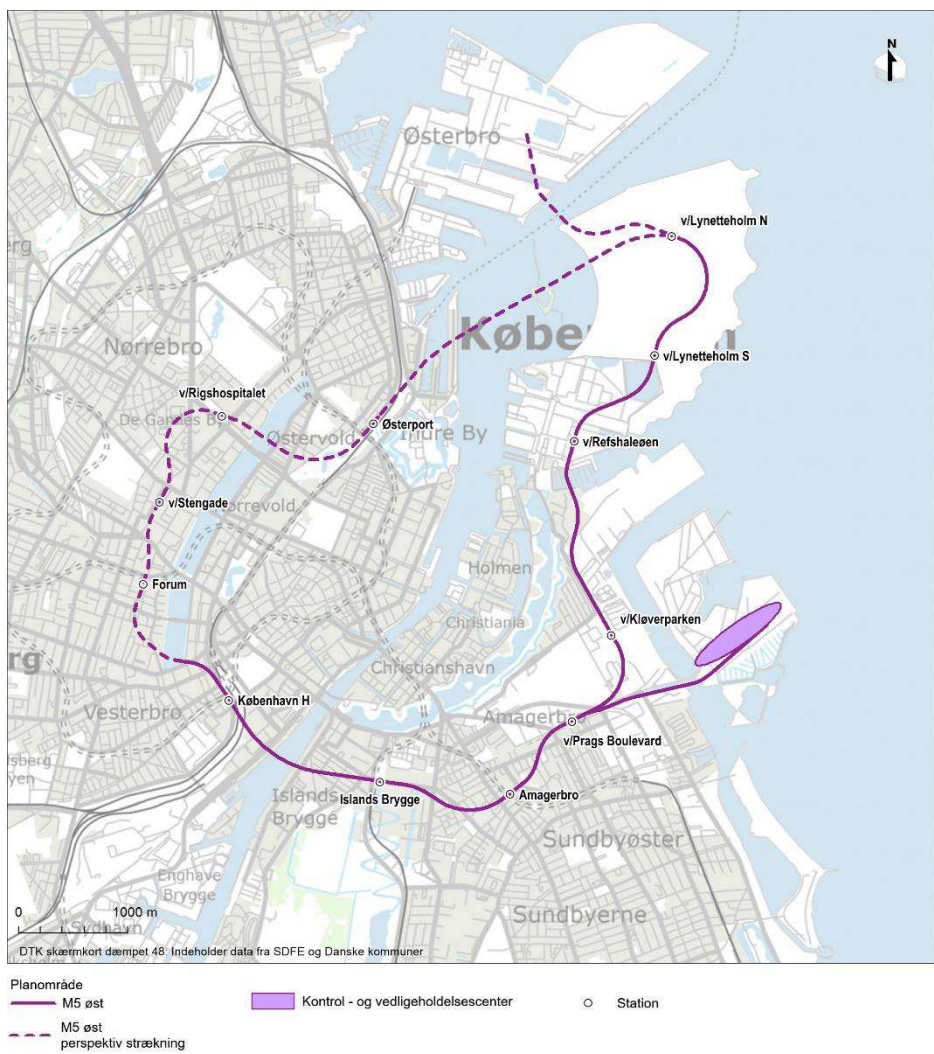 N
Østerbro
v/Lynetteholm N
Købe
n
v/Lynetteholm S
Nørrebro
v/Rigshospitalet
De Gamles By
Østerport
Østervold
Indre By
v/Refshaleøen
v/Stengade
Nørrevold
Holmen
Forum
Christiania
v/Kløverparken
Christianshavn
København H
Vesterbro
Amagerbro
v/Prags Boulevard
Islands Brygge
Amagerbro
Islands
Brygge
Sundbyøster
Enghave
Brygge
Sundbyerne
0 1000 m
Sydhavn
DTK skærmkort dæmpet 48: Indeholder data fra SDFE og Danske kommuner
Planområde
M5 øst
Kontrol - og vedligeholdelsescenter
Station
M5 øst
perspektiv strækning